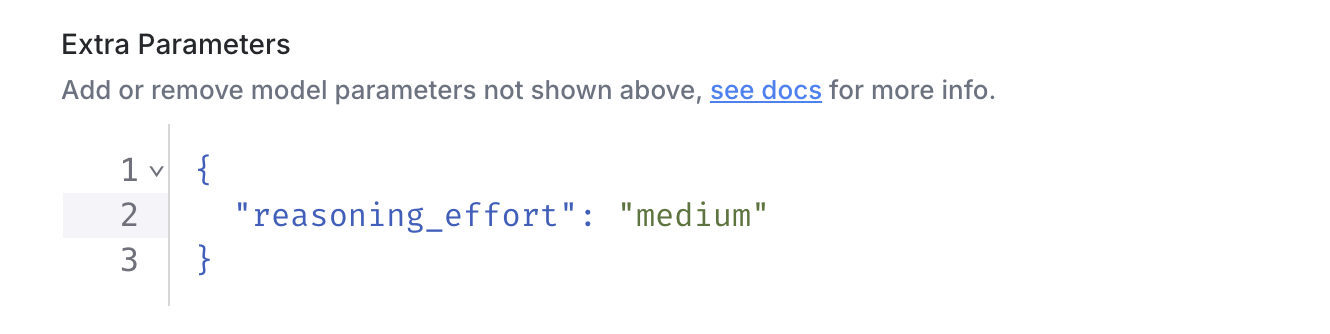 Extra Parameters
Add or remove model parameters not shown above, see docs for more info.
1 {
2 "reasoning_effort": "medium"
3 }